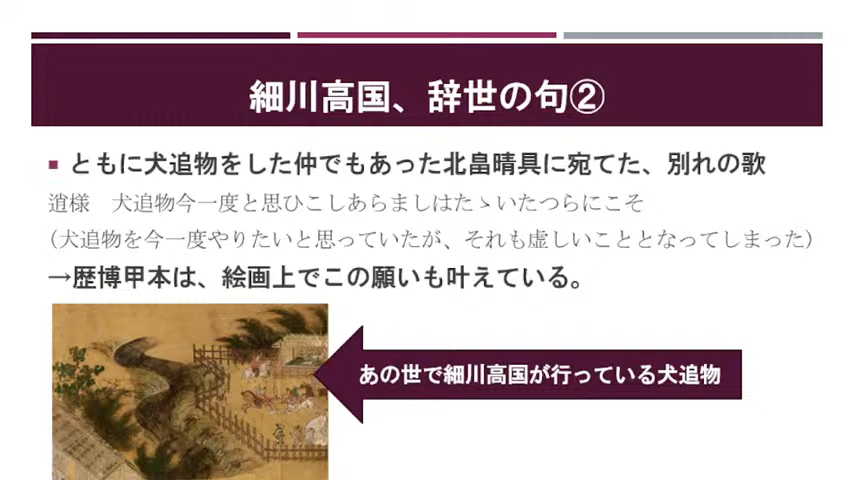 細川高国、辞世の句②
■ ともに犬追物をした仲でもあった北畠晴具に宛てた、別れの歌
逍様　犬追物今一度と思ひこしあらましはたゝいたつらにこそ
(犬追物を今一度やりたいと思っていたが、それも虚しいこととなってしまった)
→歴博甲本は、絵画上でこの願いも叶えている。
あの世で細川高国が行っている犬追物